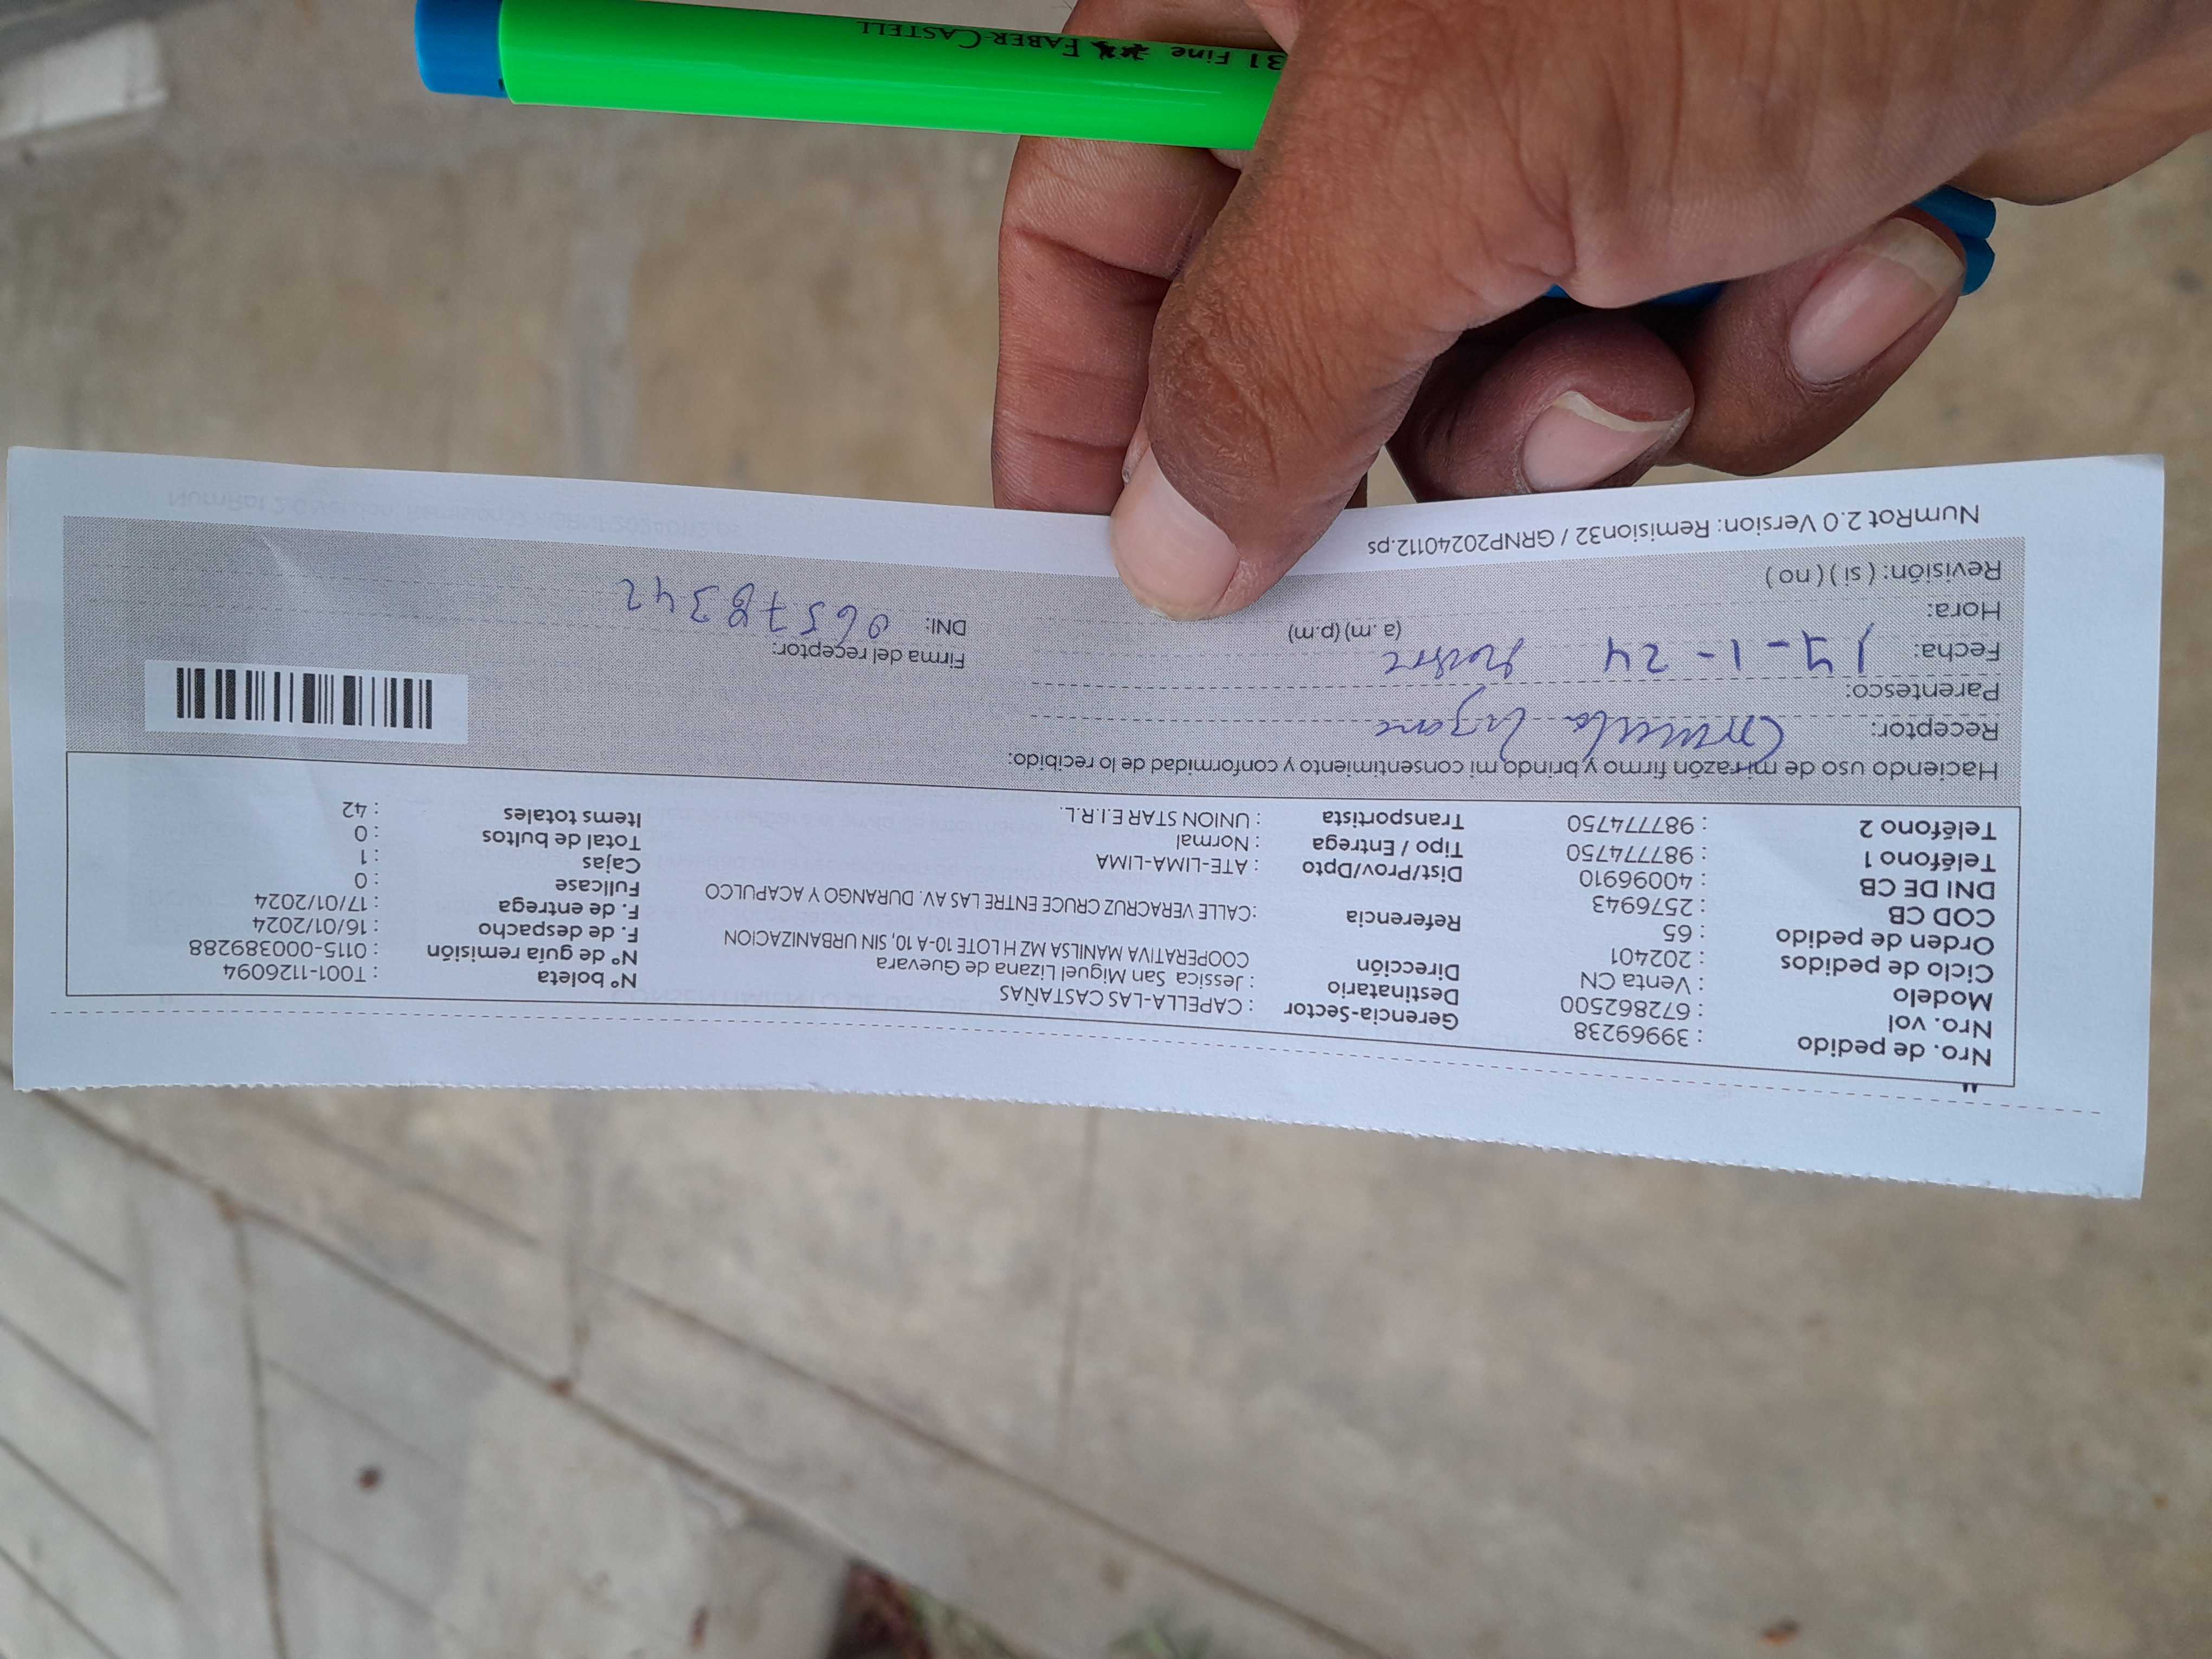 Nro. de pedido : 39969238 Gerencia-Sector : CAPELLA-LAS CASTAÑAS Nº boleta : T001-1126094
Nro. vol : 672862500 Destinatario : Jessica San Miguel Lizana de Guevara Nº de guía remisión : 0115-000389288
Modelo : Venta CN Dirección COOPERATIVA MANILSA MZ H LOTE 10-A 10, SIN URBANIZACION F. de despacho : 16/01/2024
Ciclo de pedidos : 202401 F. de entrega : 17/01/2024
Orden de pedido : 65 Referencia : CALLE VERACRUZ CRUCE ENTRE LAS AV. DURANGO Y ACAPULCO Fullcase : 0
COD CB : 2576943 Cajas : 1
DNI DE CB : 40096910 Dist/Prov/Dpto : ATE-LIMA-LIMA Total de bultos : 0
Teléfono 1 : 987774750 Tipo / Entrega : Normal Items totales : 42
Teléfono 2 : 987774750 Transportista : UNION STAR E.I.R.L.
Haciendo uso de mi razón firmo y brindo mi consentimiento y conformidad de lo recibido:
Receptor:
Parentesco:
Fecha: 17-1-24 Firma del receptor:
Hora: (a.m) (p.m) DNI: 06578342
Revisión: ( si ) ( no )
NumRot 2.0 Version: Remision32 / GRNP20240112.ps
31 Fine FABER-CASTELL